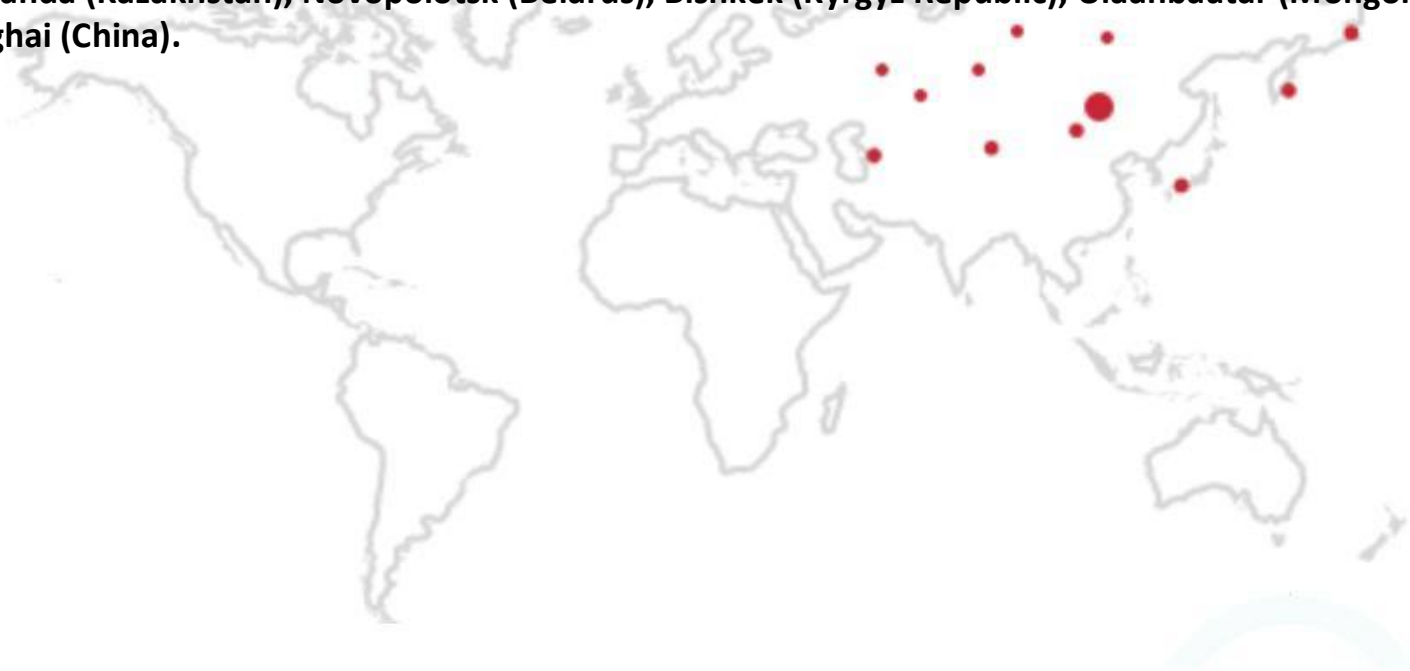 (Kazakhstan), Novopolotsk (Belarus), Bishkek (Kyrgyz Republic), Ulaanbaatar
(China).